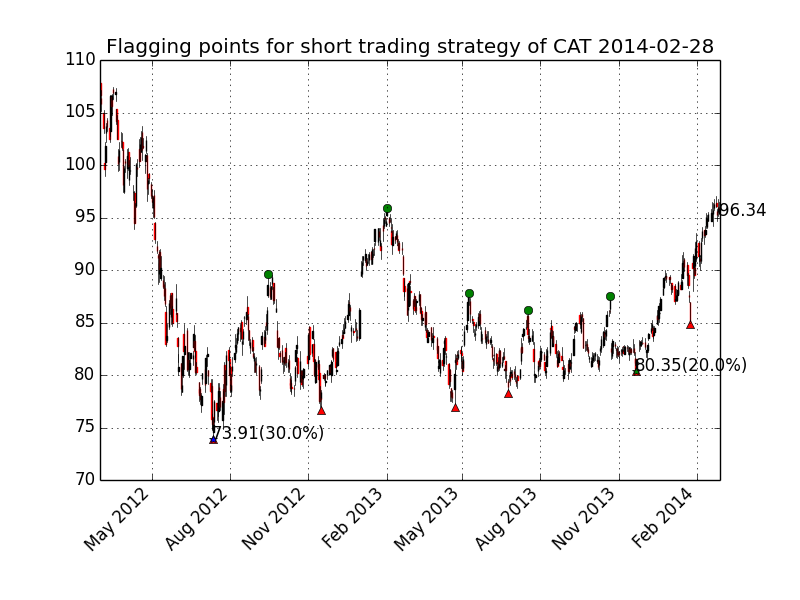 Flagging points for short trading strategy of CAT 2014-02-28
110
105
100
95
90
85
80
75
70
96.34
80.35(20.0%)
73.91(30.0%)
May 2012
Aug 2012
Nov 2012
Feb 2013
May 2013
Aug 2013
Nov 2013
Feb 2014